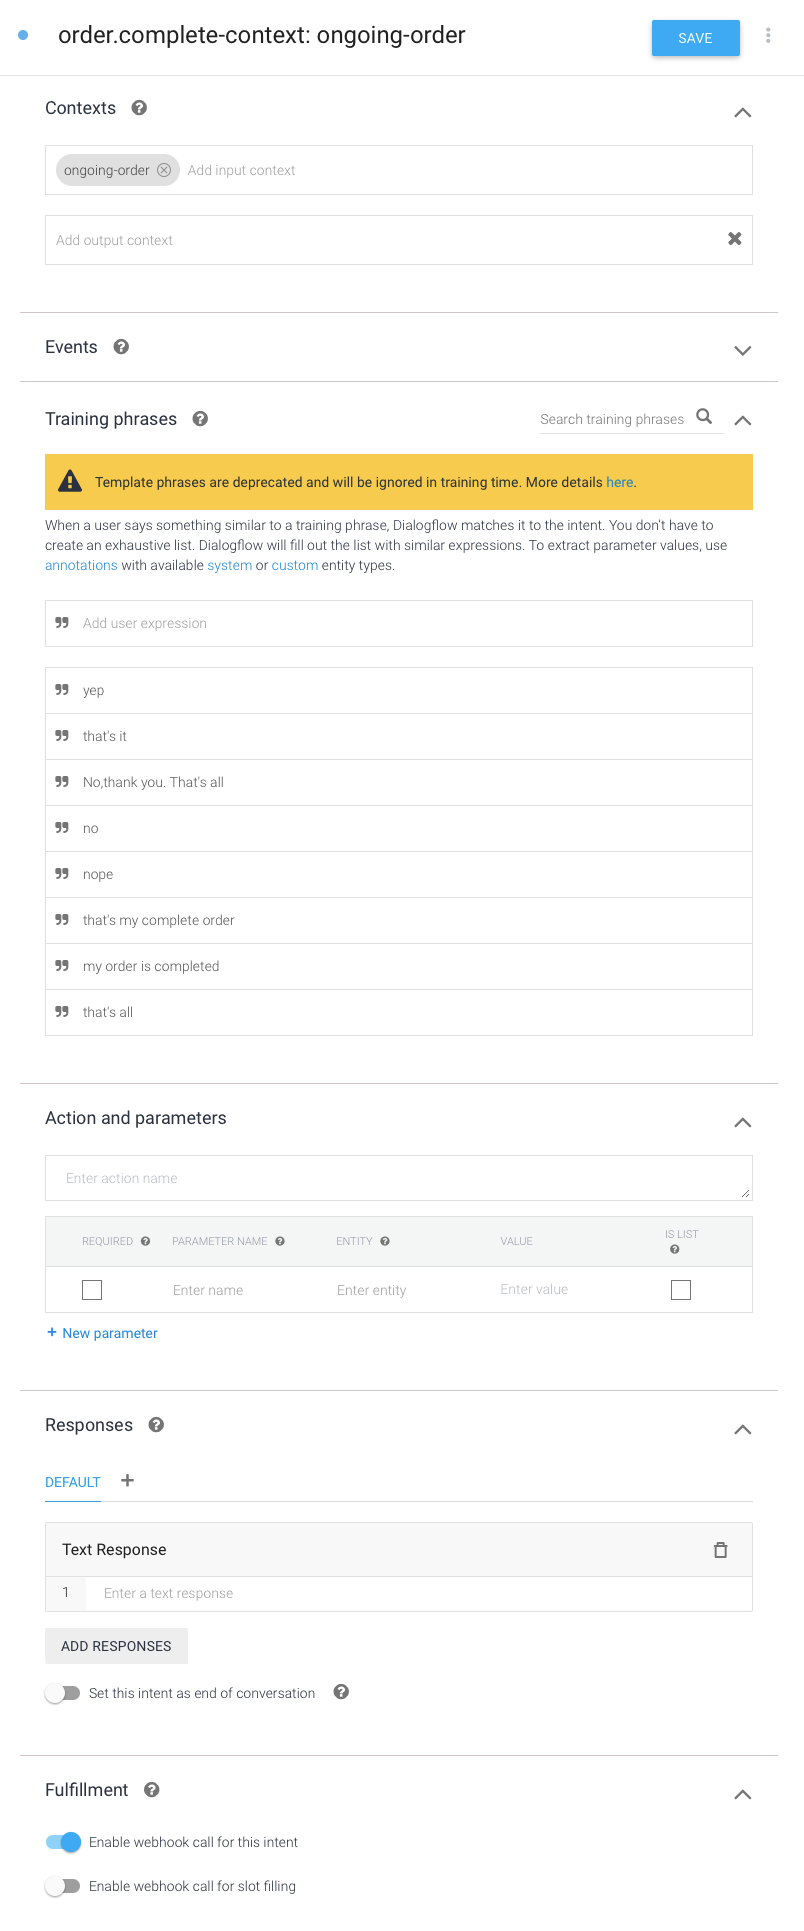 order.complete-context: ongoing-order
SAVE
Contexts
ongoing-order Add input context
Add output context
Events
Training phrases
Search training phrases
Template phrases are deprecated and will be ignored in training time. More details here.
When a user says something similar to a training phrase, Dialogflow matches it to the intent. You don't have to
create an exhaustive list. Dialogflow will fill out the list with similar expressions. To extract parameter values, use
annotations with available system or custom entity types.
Add user expression
yep
that's it
No,thank you. That's all
no
nope
that's my complete order
my order is completed
that's all
Action and parameters
Enter action name
REQUIRED PARAMETER NAME ENTITY VALUE IS LIST
Enter name Enter entity Enter value
+ New parameter
Responses
DEFAULT +
Text Response
1 Enter a text response
ADD RESPONSES
Set this intent as end of conversation
Fulfillment
Enable webhook call for this intent
Enable webhook call for slot filling